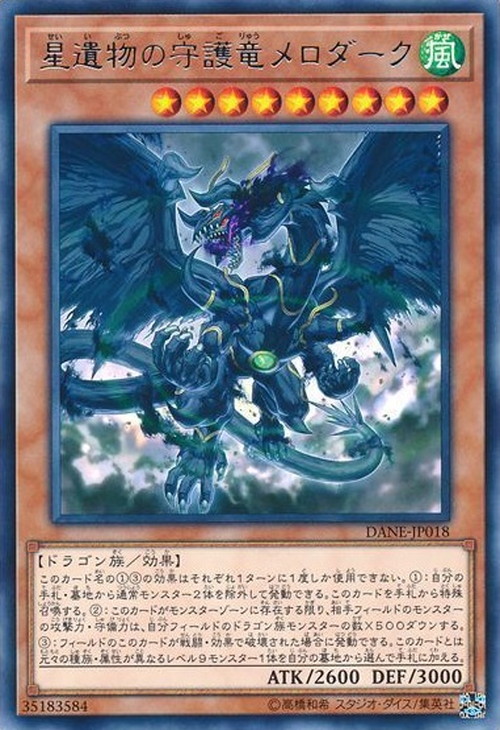 星遺物の守護竜メロダーク
風
DANE-JP018
【ドラゴン族／効果】
このカード名の①③の効果はそれぞれ1ターンに1度しか使用できない。①：自分の
手札・墓地から通常モンスター2体を除外して発動できる。このカードを手札から特殊
召喚する。②：このカードがモンスターゾーンに存在する限り、相手フィールドのモンスター
の攻撃力・守備力は、自分フィールドのドラゴン族モンスターの数×500ダウンする。
③：フィールドのこのカードが戦闘・効果で破壊された場合に発動できる。このカードとは
元々の種族・属性が異なるレベル9モンスター1体を自分の墓地から選んで手札に加える。
ATK/2600 DEF/3000
35183584 ©高橋和希 スタジオ・ダイス/集英社